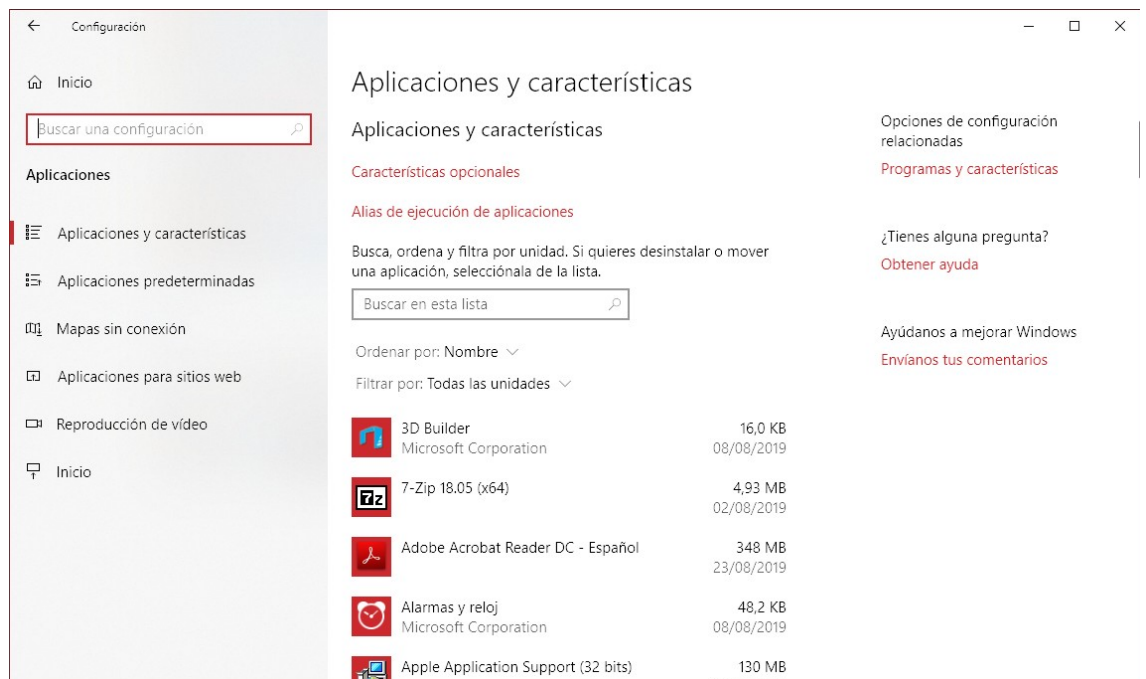 Configuración
Inicio
Buscar una configuración
Aplicaciones
Aplicaciones y características
Aplicaciones predeterminadas
Mapas sin conexión
Aplicaciones para sitios web
Reproducción de vídeo
Inicio
Aplicaciones y características
Aplicaciones y características
Características opcionales
Alias de ejecución de aplicaciones
Busca, ordena y filtra por unidad. Si quieres desinstalar o mover
una aplicación, selecciónala de la lista.
Buscar en esta lista
Ordenar por: Nombre
Filtrar por: Todas las unidades
3D Builder 16,0 KB
Microsoft Corporation 08/08/2019
7z
7-Zip 18.05 (x64) 4,93 MB
02/08/2019
Adobe Acrobat Reader DC - Español 348 MB
23/08/2019
Alarmas y reloj 48,2 KB
Microsoft Corporation 08/08/2019
Apple Application Support (32 bits) 130 MB
Opciones de configuración
relacionadas
Programas y características
¿Tienes alguna pregunta?
Obtener ayuda
Ayúdanos a mejorar Windows
Envíanos tus comentarios